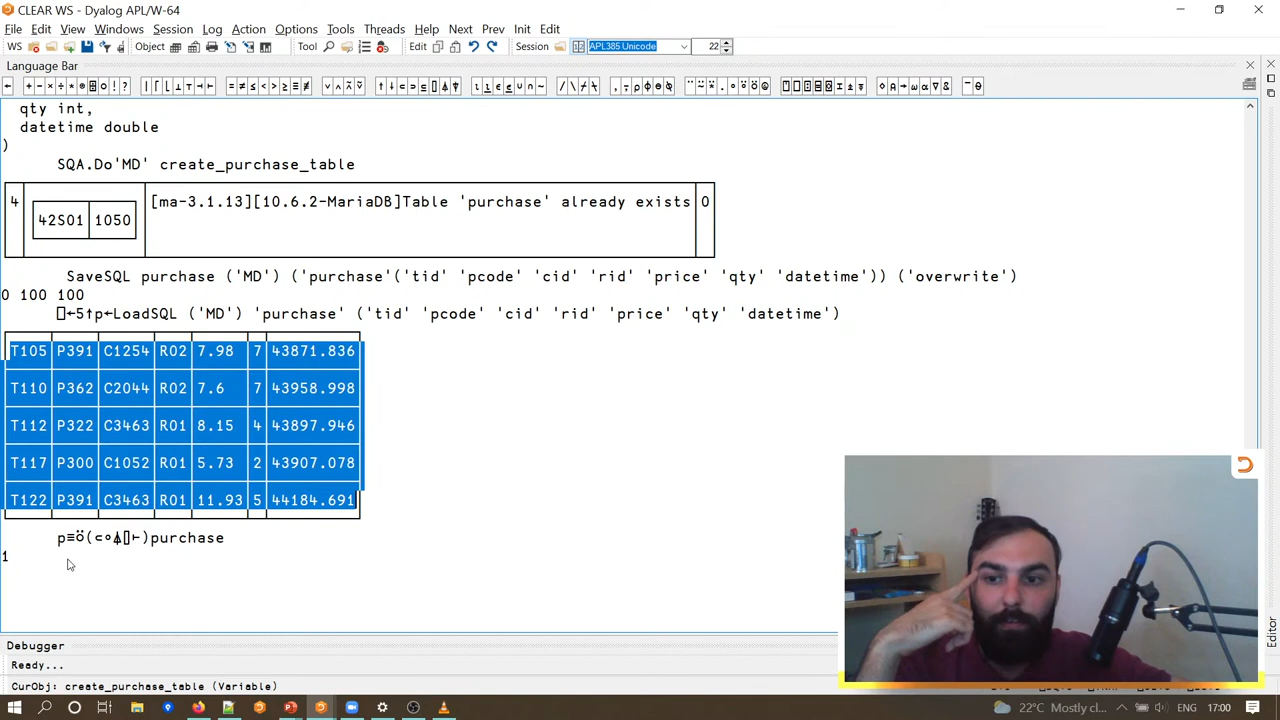 CLEAR WS - Dyalog APL/W-64
File Edit View Windows Session Log Action Options Tools Threads Help Next Prev Init Edit
WS Object Tool Edit Session APL385 Unicode 22
Language Bar
qty int,
datetime double
)
SQA.Do'MD' create_purchase_table
4 42S01 1050 [ma-3.1.13][10.6.2-MariaDB]Table 'purchase' already exists 0
SaveSQL purchase ('MD') ('purchase'('tid' 'pcode' 'cid' 'rid' 'price' 'qty' 'datetime')) ('overwrite')
0 100 100
⎕←5↑p←LoadSQL ('MD') 'purchase' ('tid' 'pcode' 'cid' 'rid' 'price' 'qty' 'datetime')
T105 P391 C1254 R02 7.98 7 43871.836
T110 P362 C2044 R02 7.6 7 43958.998
T112 P322 C3463 R01 8.15 4 43897.946
T117 P300 C1052 R01 5.73 2 43907.078
T122 P391 C3463 R01 11.93 5 44184.691
p≡⍥(⊂∘⍋⌷⊢)purchase
1
Editor
Debugger
Ready...
CurObj: create_purchase_table (Variable)
22°C Mostly cl... ENG 17:00